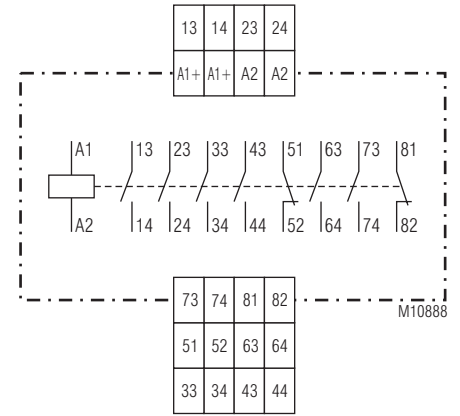 13 14 23 24
A1+ A1+ A2 A2
A1 13 23 33 43 51 63 73 81
A2 14 24 34 44 52 64 74 82
73 74 81 82
M10888
51 52 63 64
33 34 43 44